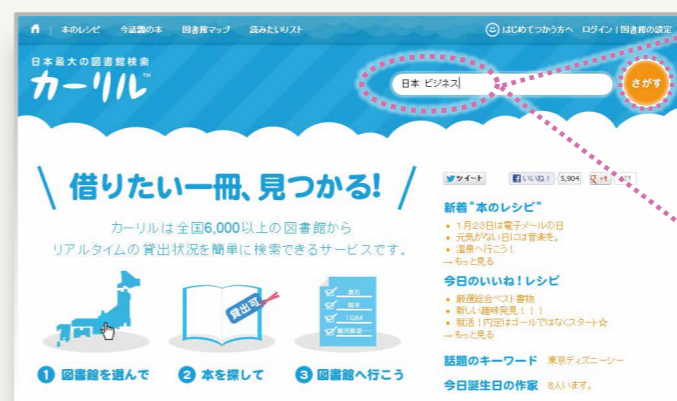 本のレシピ 今話題の本 図書館マップ 読みたいリスト はじめてつかう方へ ログイン | 図書館の設定
日本最大の図書館検索
カーリル™
日本 ビジネス
さがす
借りたい一冊、見つかる!
カーリルは全国6,000以上の図書館から
リアルタイムの貸出状況を簡単に検索できるサービスです。
貸出可
1Q84
1 図書館を選んで
2 本を探して
3 図書館へ行こう
ツイート いいね! 5,904 +1
新着"本のレシピ"
1月23日は電子メールの日
元気がない日には音楽を。
温泉へ行こう!
→もっと見る
今日のいいね!レシピ
厳選総合ベスト書物
新しい趣味発見!!!
就活!内定はゴールではなくスタート☆
→もっと見る
話題のキーワード 東京ディズニーシー
今日誕生日の作家 8人います。